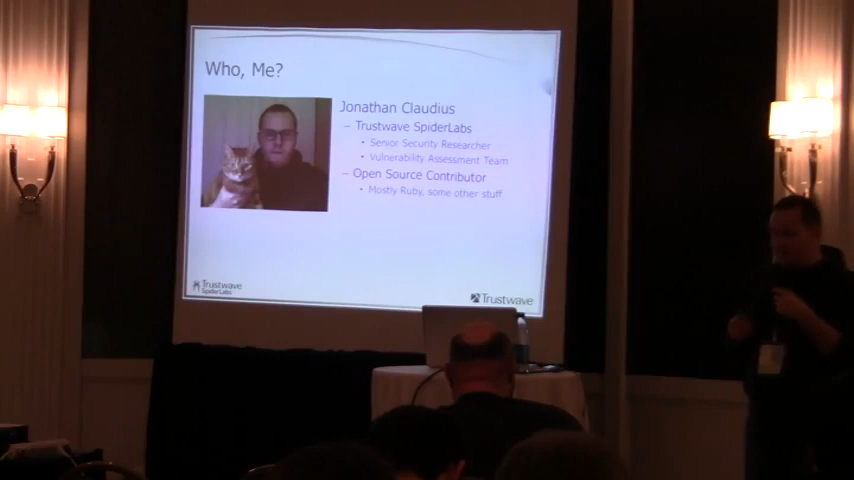 Who, Me?
Jonathan Claudius
– Trustwave SpiderLabs
• Senior Security Researcher
• Vulnerability Assessment Team
– Open Source Contributor
• Mostly Ruby, some other stuff
Trustwave
SpiderLabs
Trustwave